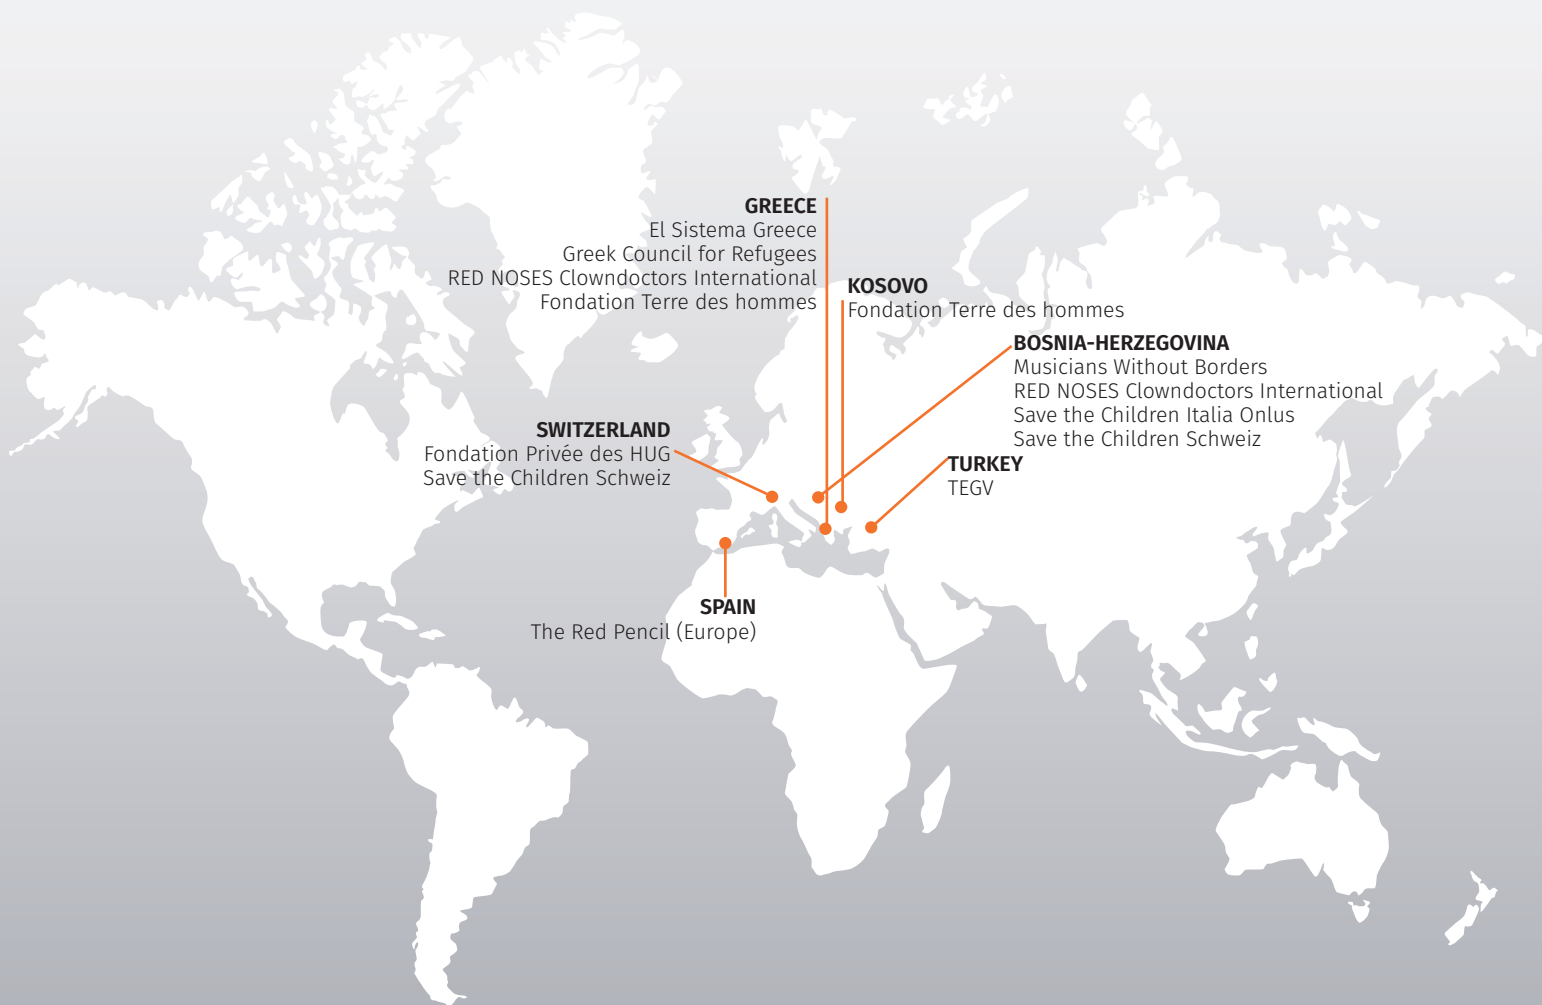 GREECE
El Sistema Greece
Greek Council for Refugees
RED NOSES Clowndoctors International
Fondation Terre des hommes
KOSOVO
Fondation Terre des hommes
BOSNIA-HERZEGOVINA
Musicians Without Borders
RED NOSES Clowndoctors International
Save the Children Italia Onlus
Save the Children Schweiz
SWITZERLAND
Fondation Privée des HUG
Save the Children Schweiz
TURKEY
TEGV
SPAIN
The Red Pencil (Europe)